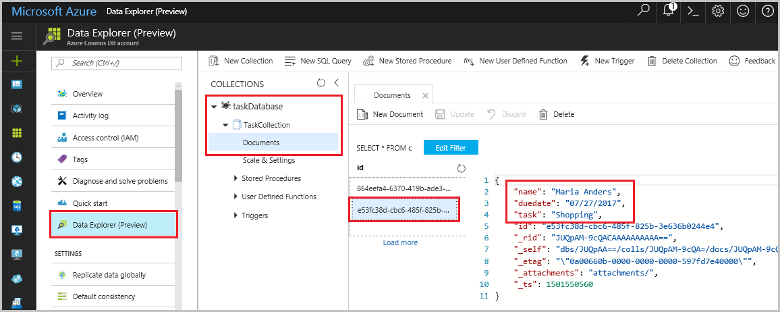 Microsoft Azure Data Explorer (Preview)
1
Data Explorer (Preview)
Azure Cosmos DB account
Search (Ctrl+/)
Overview
Activity log
Access control (IAM)
Tags
Diagnose and solve problems
Quick start
Data Explorer (Preview)
SETTINGS
Replicate data globally
Default consistency
New Collection New SQL Query New Stored Procedure New User Defined Function New Trigger Delete Collection Feedback
COLLECTIONS
taskDatabase
TaskCollection
Documents
Scale & Settings
Stored Procedures
User Defined Functions
Triggers
Documents
New Document Update Discard Delete
SELECT * FROM c Edit Filter
id
864eefa4-6370-419b-ade3-...
e53fc38d-cbc6-485f-825b-...
Load more
1 {
2 "name": "Maria Anders",
3 "duedate": "07/27/2017",
4 "task": "Shopping",
5 "id": "e53fc38d-cbc6-485f-825b-3e636b0244e4",
6 "_rid": "JUQpAM-9cQACAAAAAAAAAA==",
7 "_self": "dbs/JUQpAA==/colls/JUQpAM-9cQA=/docs/JUQpAM-9cQ
8 "_etag": "\"0a00660b-0000-0000-0000-597fd7e40000\"",
9 "_attachments": "attachments/",
10 "_ts": 1501550560
11 }